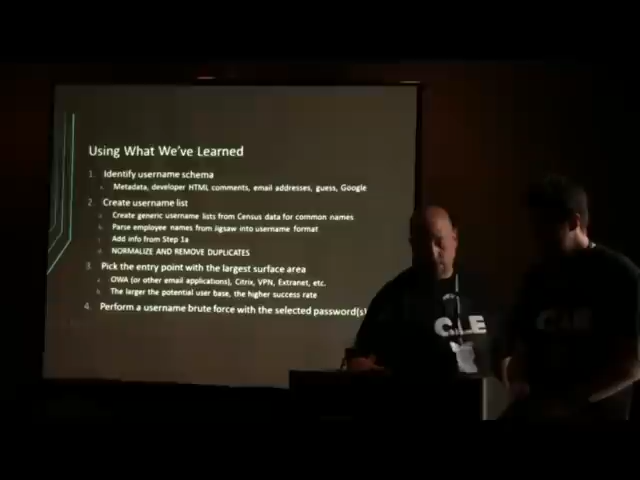 Using What We've Learned
1. Identify username schema
a. Metadata, developer HTML comments, email addresses, guess, Google
2. Create username list
a. Create generic username lists from Census data for common names
b. Parse employee names from Jigsaw into username format
c. Add info from Step 1a
d. NORMALIZE AND REMOVE DUPLICATES
3. Pick the entry point with the largest surface area
a. OWA (or other email applications), Citrix, VPN, Extranet, etc.
b. The larger the potential user base, the higher success rate
4. Perform a username brute force with the selected password(s)
C:LE